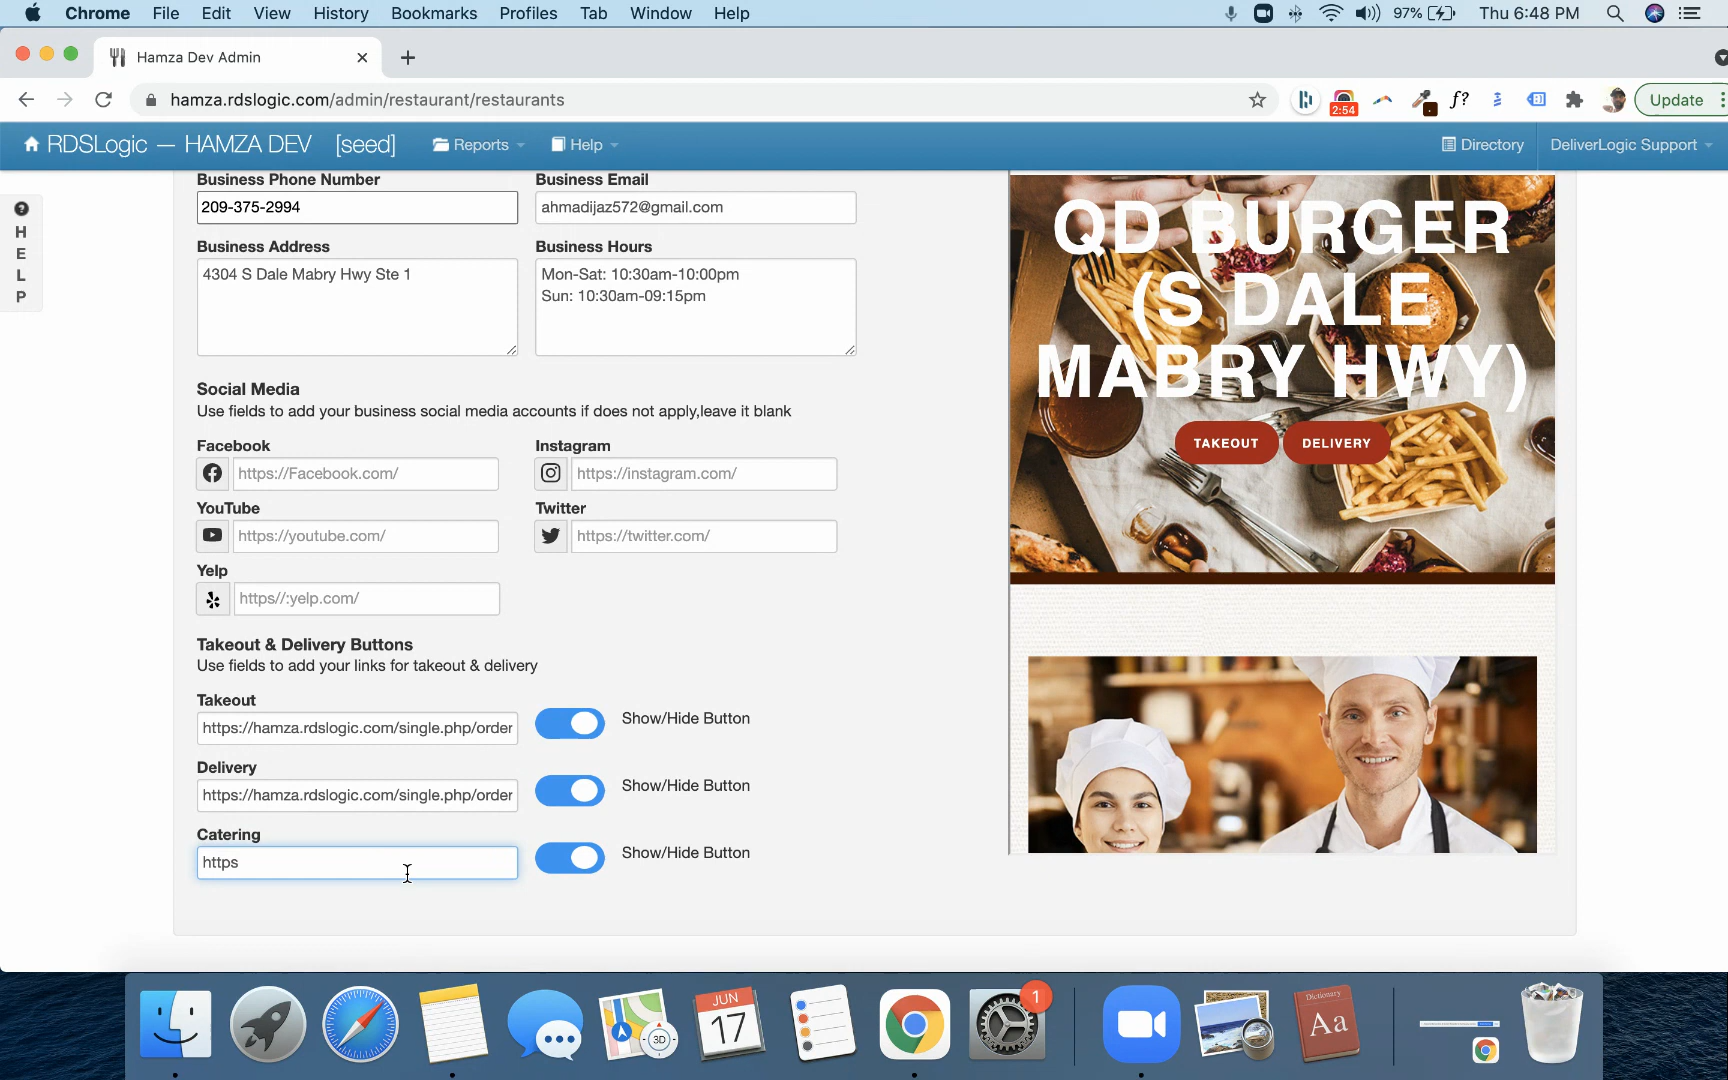 Chrome File Edit View History Bookmarks Profiles Tab Window Help 97% Thu 6:48 PM
Hamza Dev Admin
hamza.rdslogic.com/admin/restaurant/restaurants f? 2:54 Update
RDSLogic — HAMZA DEV [seed] Reports Help Directory DeliverLogic Support
H
E
L
P
Business Phone Number
209-375-2994
Business Email
ahmadijaz572@gmail.com
Business Address
4304 S Dale Mabry Hwy Ste 1
Business Hours
Mon-Sat: 10:30am-10:00pm
Sun: 10:30am-09:15pm
Social Media
Use fields to add your business social media accounts if does not apply,leave it blank
Facebook
https://Facebook.com/
Instagram
https://instagram.com/
YouTube
https://youtube.com/
Twitter
https://twitter.com/
Yelp
https//:yelp.com/
Takeout & Delivery Buttons
Use fields to add your links for takeout & delivery
Takeout
https://hamza.rdslogic.com/single.php/order
Show/Hide Button
Delivery
https://hamza.rdslogic.com/single.php/order
Show/Hide Button
Catering
https
Show/Hide Button
QD BURGER
(S DALE
MABRY HWY)
TAKEOUT DELIVERY
JUN
17
3D
1
Dictionary
Aa